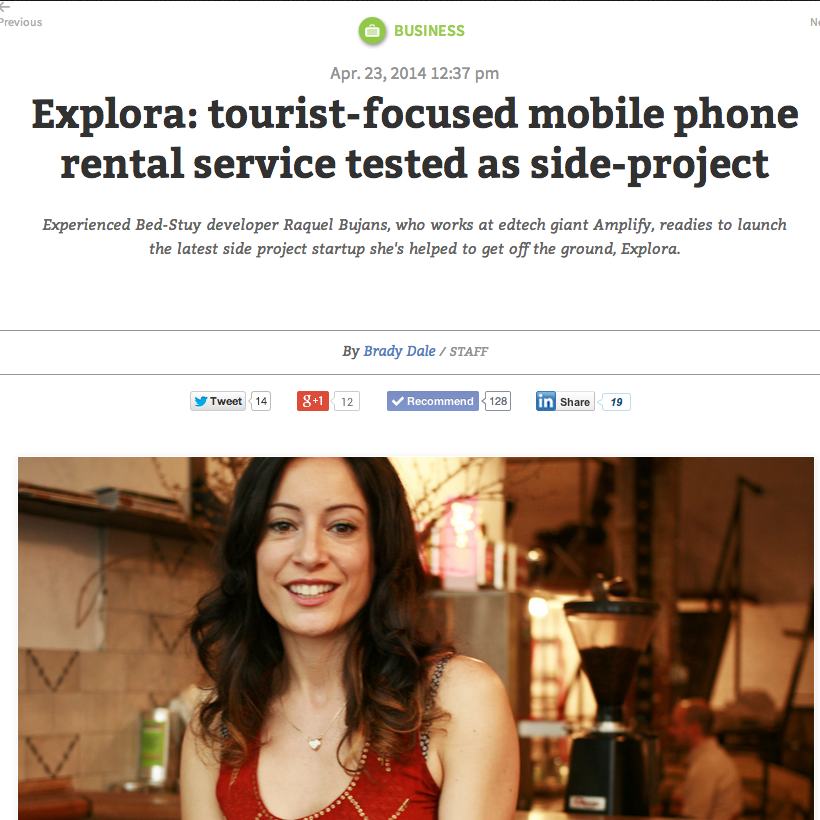 Previous
BUSINESS
Apr. 23, 2014 12:37 pm
Explora: tourist-focused mobile phone
rental service tested as side-project
Experienced Bed-Stuy developer Raquel Bujans, who works at edtech giant Amplify, readies to launch
the latest side project startup she's helped to get off the ground, Explora.
By Brady Dale / STAFF
Tweet 14 g+1 12 Recommend 128 in Share 19